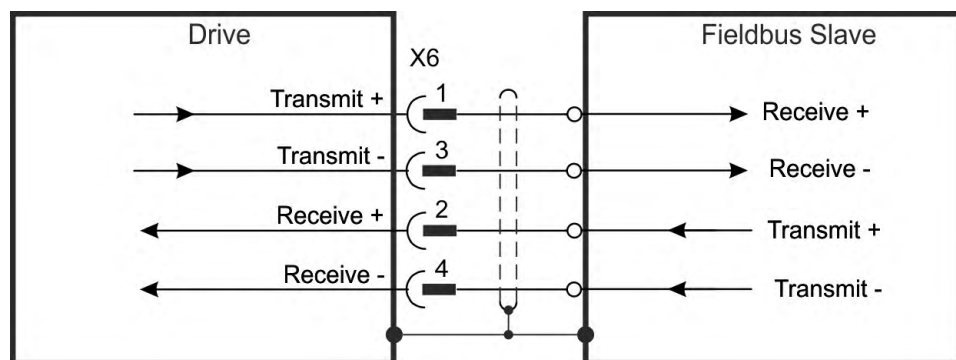 Drive
Fieldbus Slave
X6
Transmit +
1
Receive +
Transmit -
3
Receive -
Receive +
2
Transmit +
Receive -
4
Transmit -